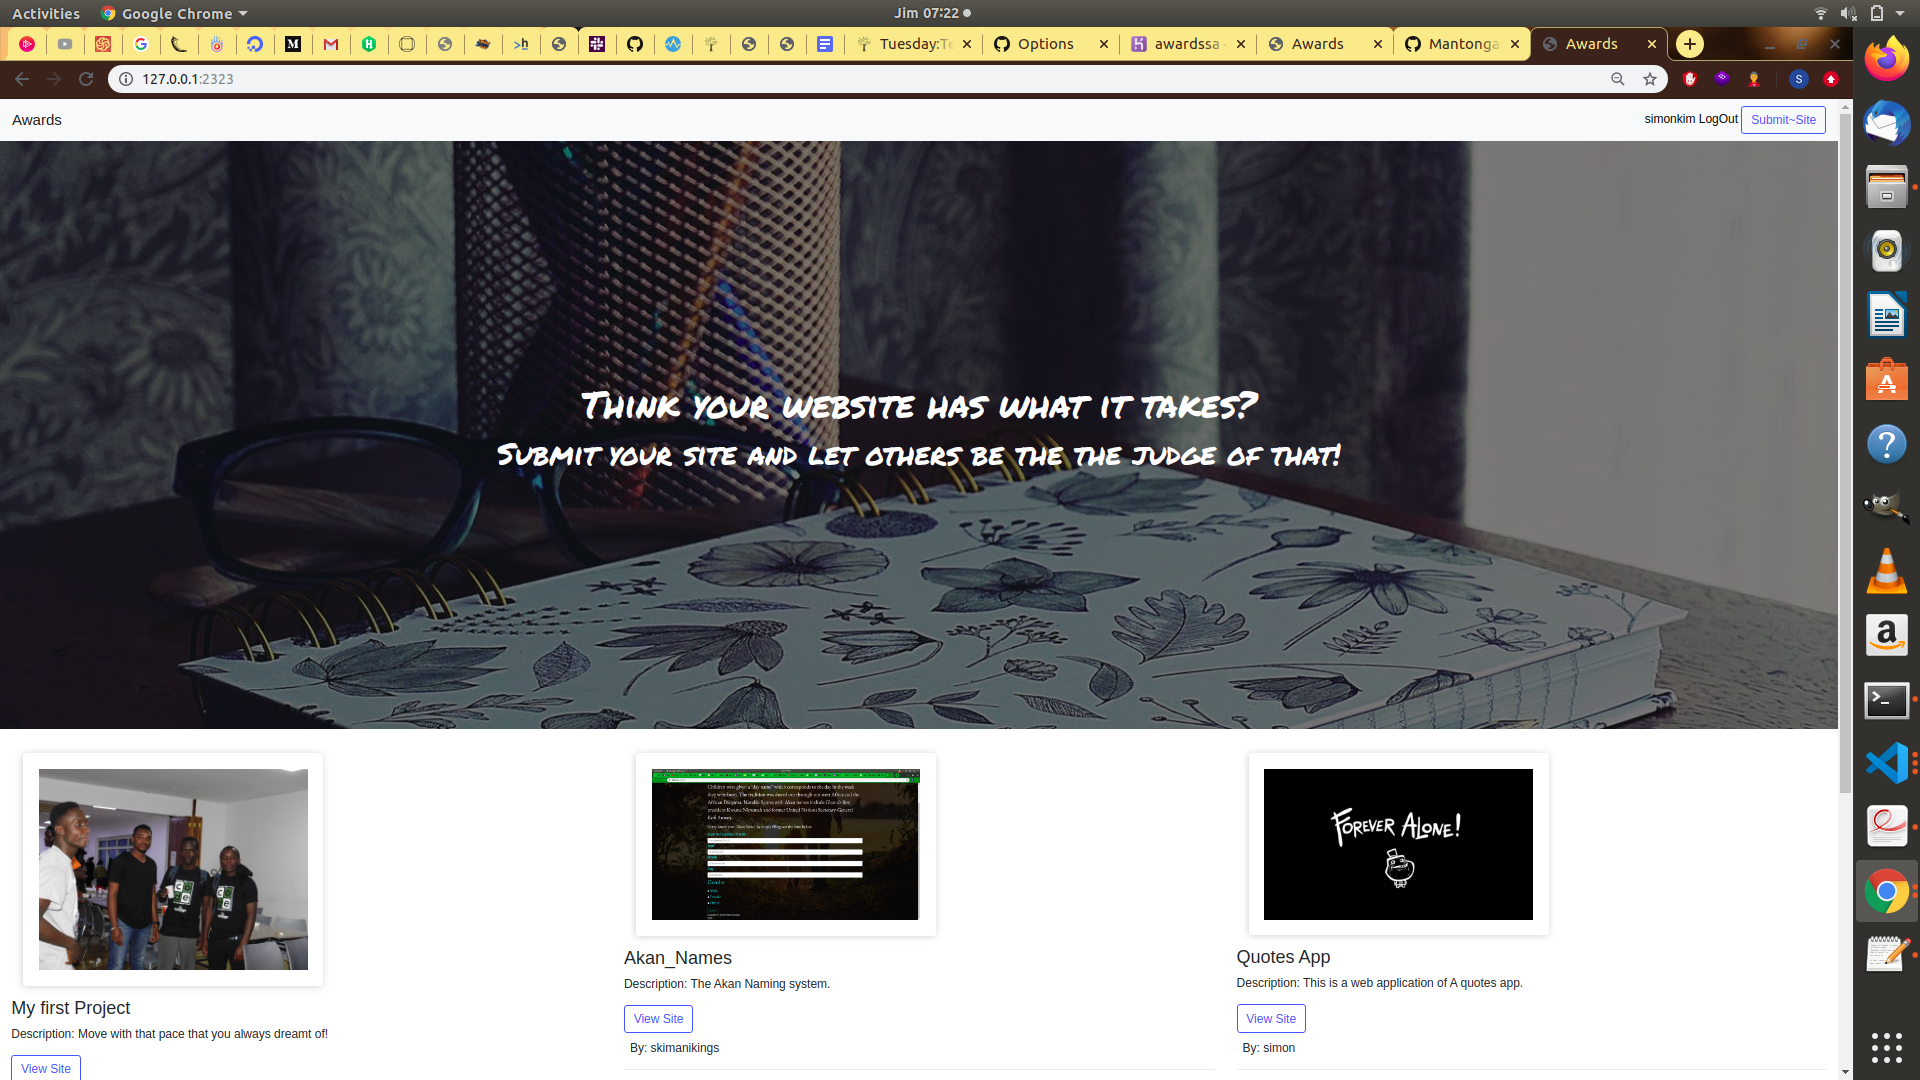 Activities Google Chrome Jim 07:22
>h Tuesday:Te Options awardssa Awards Mantonga Awards
127.0.0.1:2323 S
Awards simonkim LogOut Submit~Site
Think your website has what it takes?
Submit your site and let others be the the judge of that!
Forever Alone!
Akan_Names
Description: The Akan Naming system.
View Site
By: skimanikings
Quotes App
Description: This is a web application of A quotes app.
View Site
By: simon
My first Project
Description: Move with that pace that you always dreamt of!
View Site